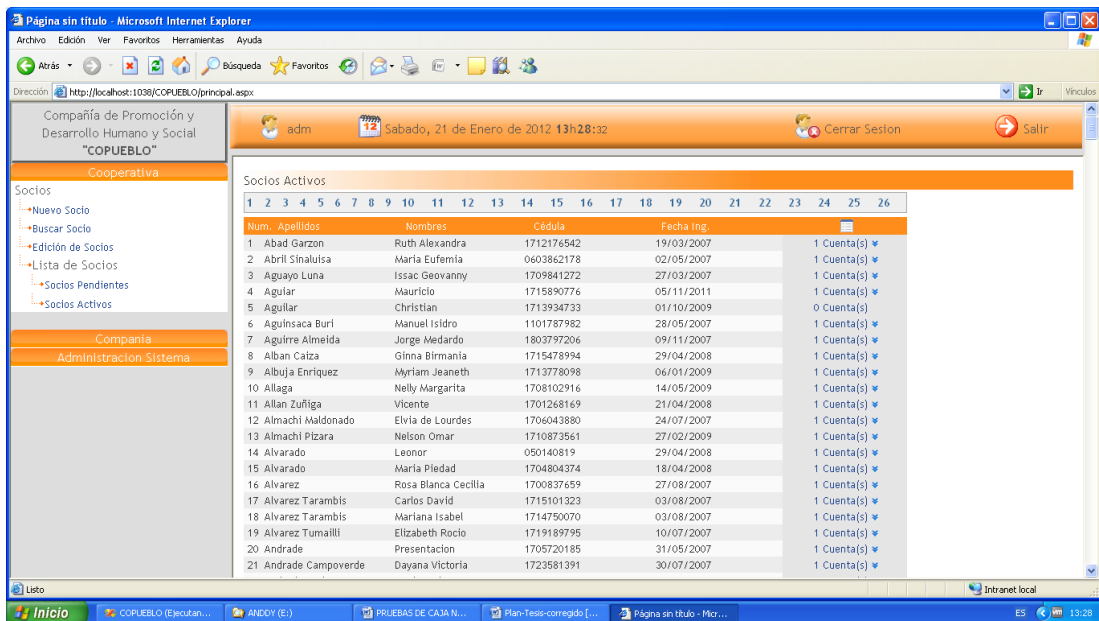 Página sin título - Microsoft Internet Explorer
Archivo Edición Ver Favoritos Herramientas Ayuda
Atrás Búsqueda Favoritos
Dirección http://localhost:1038/COPUEBLO/principal.aspx Ir Vínculos
Compañía de Promoción y
Desarrollo Humano y Social
"COPUEBLO"
adm 12 Sabado, 21 de Enero de 2012 13h28:32 Cerrar Sesion Salir
Cooperativa
Socios
Nuevo Socio
Buscar Socio
Edición de Socios
Lista de Socios
Socios Pendientes
Socios Activos
Compania
Administracion Sistema
Socios Activos
1 2 3 4 5 6 7 8 9 10 11 12 13 14 15 16 17 18 19 20 21 22 23 24 25 26
Num. Apellidos Nombres Cédula Fecha Ing.
1 Abad Garzon Ruth Alexandra 1712176542 19/03/2007 1 Cuenta(s)
2 Abril Sinaluisa Maria Eufemia 0603862178 02/05/2007 1 Cuenta(s)
3 Aguayo Luna Issac Geovanny 1709841272 27/03/2007 1 Cuenta(s)
4 Aguiar Mauricio 1715890776 05/11/2011 1 Cuenta(s)
5 Aguilar Christian 1713934733 01/10/2009 0 Cuenta(s)
6 Aguinsaca Buri Manuel Isidro 1101787982 28/05/2007 1 Cuenta(s)
7 Aguirre Almeida Jorge Medardo 1803797206 09/11/2007 1 Cuenta(s)
8 Alban Caiza Ginna Birmania 1715478994 29/04/2008 1 Cuenta(s)
9 Albuja Enriquez Myriam Jeaneth 1713778098 06/01/2009 1 Cuenta(s)
10 Allaga Nelly Margarita 1708102916 14/05/2009 1 Cuenta(s)
11 Allan Zuñiga Vicente 1701268169 21/04/2008 1 Cuenta(s)
12 Almachi Maldonado Elvia de Lourdes 1706043880 24/07/2007 1 Cuenta(s)
13 Almachi Pizara Nelson Omar 1710873561 27/02/2009 1 Cuenta(s)
14 Alvarado Leonor 050140819 29/04/2008 1 Cuenta(s)
15 Alvarado Maria Piedad 1704804374 18/04/2008 1 Cuenta(s)
16 Alvarez Rosa Blanca Cecilia 1700837659 27/08/2007 1 Cuenta(s)
17 Alvarez Tarambis Carlos David 1715101323 03/08/2007 1 Cuenta(s)
18 Alvarez Tarambis Mariana Isabel 1714750070 03/08/2007 1 Cuenta(s)
19 Alvarez Tumailli Elizabeth Rocio 1719189795 10/07/2007 1 Cuenta(s)
20 Andrade Presentacion 1705720185 31/05/2007 1 Cuenta(s)
21 Andrade Campoverde Dayana Victoria 1723581391 30/07/2007 1 Cuenta(s)
Listo Intranet local
Inicio COPUEBLO (Ejecutan... ANDDY (E:) PRUEBAS DE CAJA N... Plan-Tesis-corregido [... Página sin título - Micr... ES 13:28